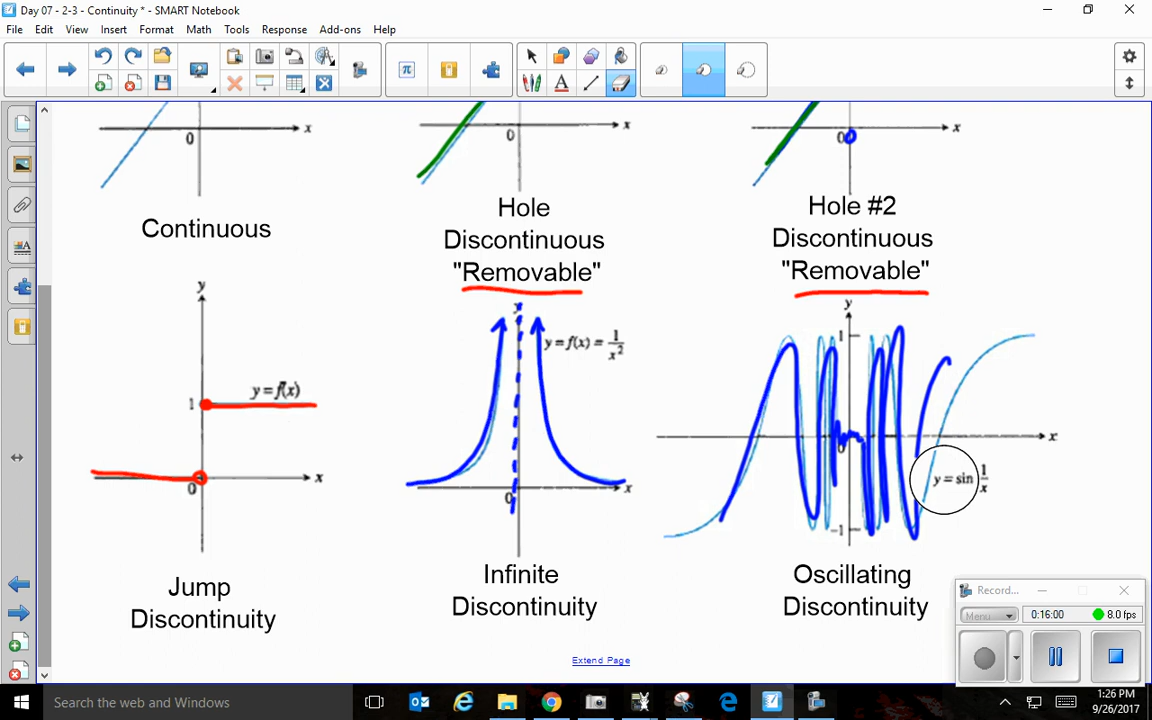 Day 07 - 2-3 - Continuity * - SMART Notebook
File Edit View Insert Format Math Tools Response Add-ons Help
π
A
0 x
0 x
0 x
Continuous
Hole
Discontinuous
"Removable"
Hole #2
Discontinuous
"Removable"
y
y = f(x)
1
0 x
Jump
Discontinuity
y
y = f(x) = 1/x²
0 x
Infinite
Discontinuity
y
1
0 x
y = sin 1/x
-1
Oscillating
Discontinuity
Extend Page
Record...
Menu 0:16:00 8.0 fps
Search the web and Windows
1:26 PM
9/26/2017